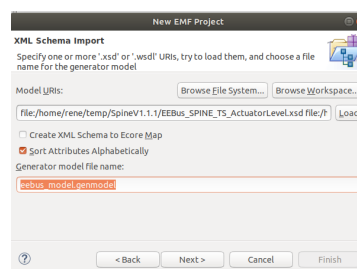 New EMF Project
XML Schema Import
Specify one or more '.xsd' or '.wsdl' URIs, try to load them, and choose a file
name for the generator model
Model URIs:
Browse File System...
Browse Workspace...
file:/home/rene/temp/SpineV1.1.1/EEBus_SPINE_TS_ActuatorLevel.xsd file:/h
Load
Create XML Schema to Ecore Map
Sort Attributes Alphabetically
Generator model file name:
eebus_model.genmodel
?
< Back
Next >
Cancel
Finish